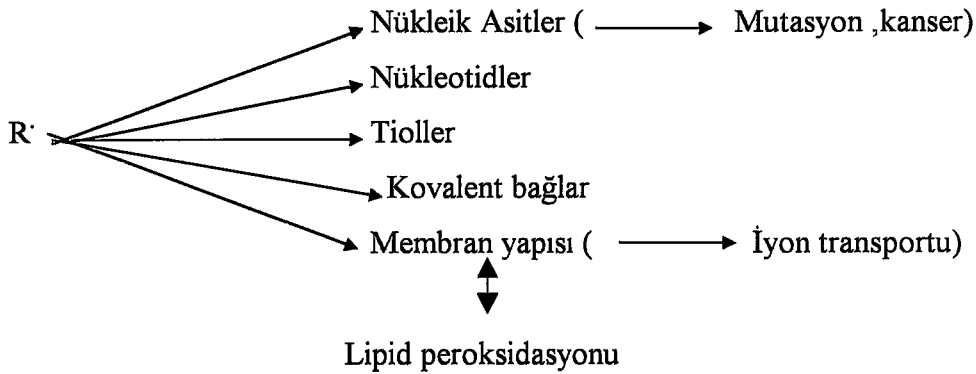 Nükleik Asitler ( Mutasyon ,kanser)
Nükleotidler
R· Tioller
Kovalent bağlar
Membran yapısı ( İyon transportu)
Lipid peroksidasyonu